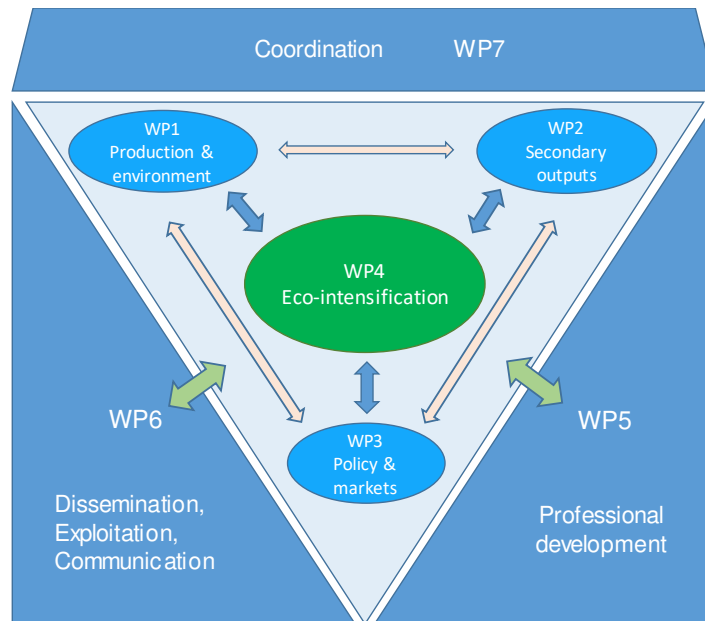 Coordination WP7
WP1
Production &
environment
WP2
Secondary
outputs
WP4
Eco-intensification
WP3
Policy &
markets
WP6
Dissemination,
Exploitation,
Communication
WP5
Professional
development